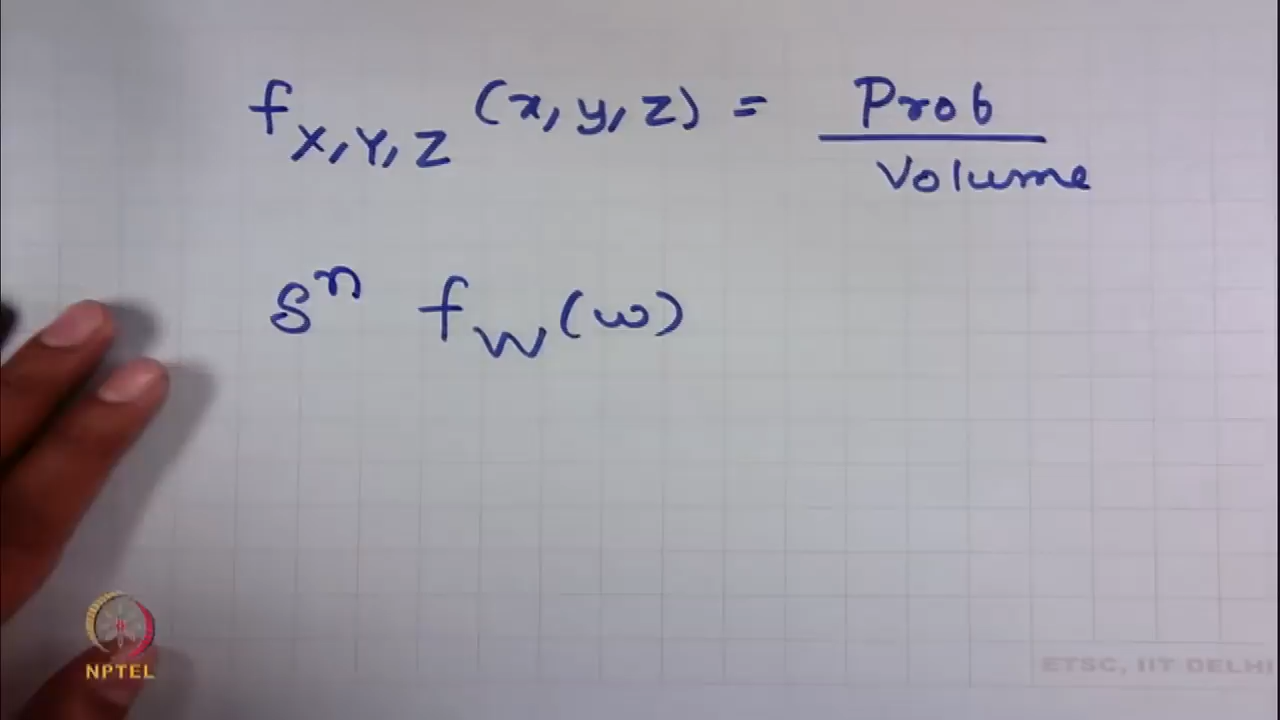 f_{X,Y,Z} (x, y, z) = Prob / Volume
δ^n f_W (w)
NPTEL
ETSC, IIT DELHI